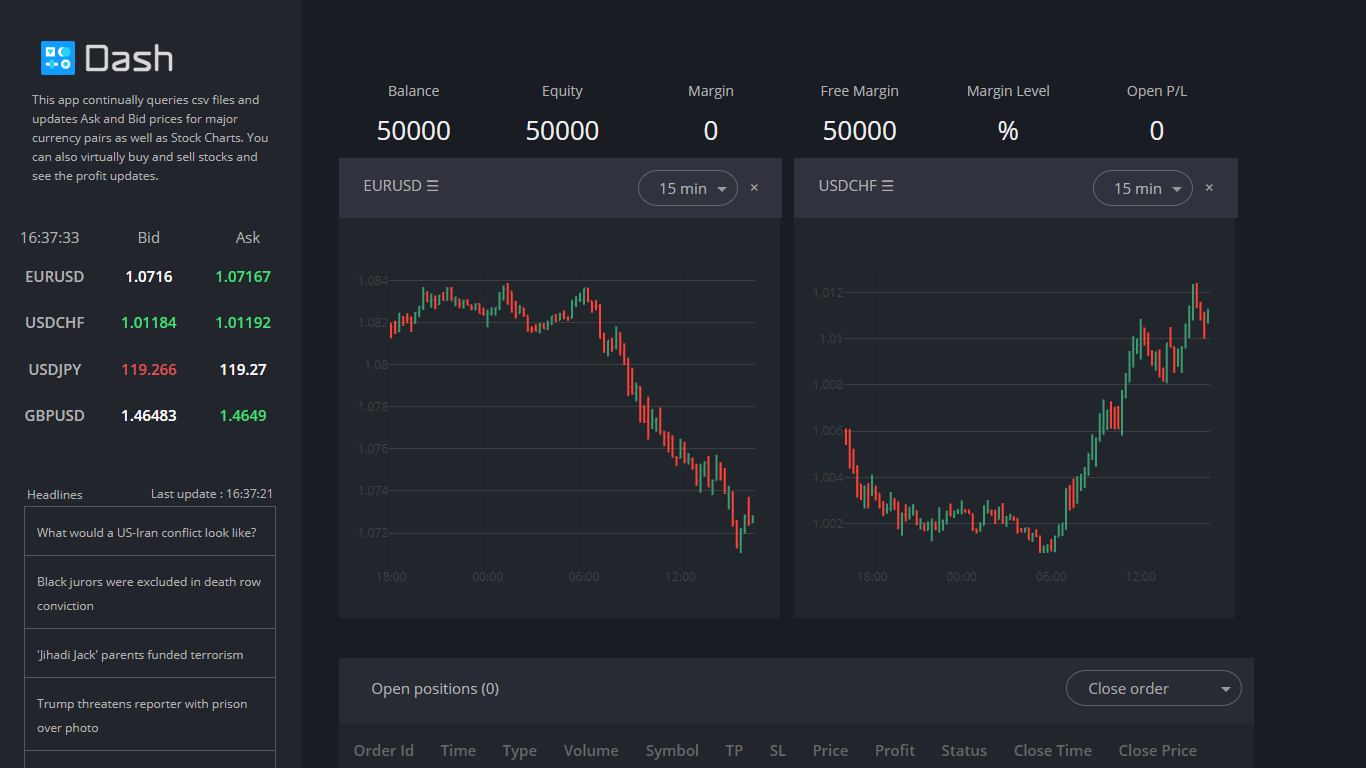 Dash
This app continually queries csv files and
updates Ask and Bid prices for major
currency pairs as well as Stock Charts. You
can also virtually buy and sell stocks and
see the profit updates.
16:37:33 Bid Ask
EURUSD 1.0716 1.07167
USDCHF 1.01184 1.01192
USDJPY 119.266 119.27
GBPUSD 1.46483 1.4649
Headlines Last update : 16:37:21
What would a US-Iran conflict look like?
Black jurors were excluded in death row
conviction
'Jihadi Jack' parents funded terrorism
Trump threatens reporter with prison
over photo
Balance Equity Margin Free Margin Margin Level Open P/L
50000 50000 0 50000 % 0
EURUSD ☰ 15 min ×
1.084
1.082
1.08
1.078
1.076
1.074
1.072
18:00 00:00 06:00 12:00
USDCHF ☰ 15 min ×
1.012
1.01
1.008
1.006
1.004
1.002
18:00 00:00 06:00 12:00
Open positions (0) Close order
Order Id Time Type Volume Symbol TP SL Price Profit Status Close Time Close Price